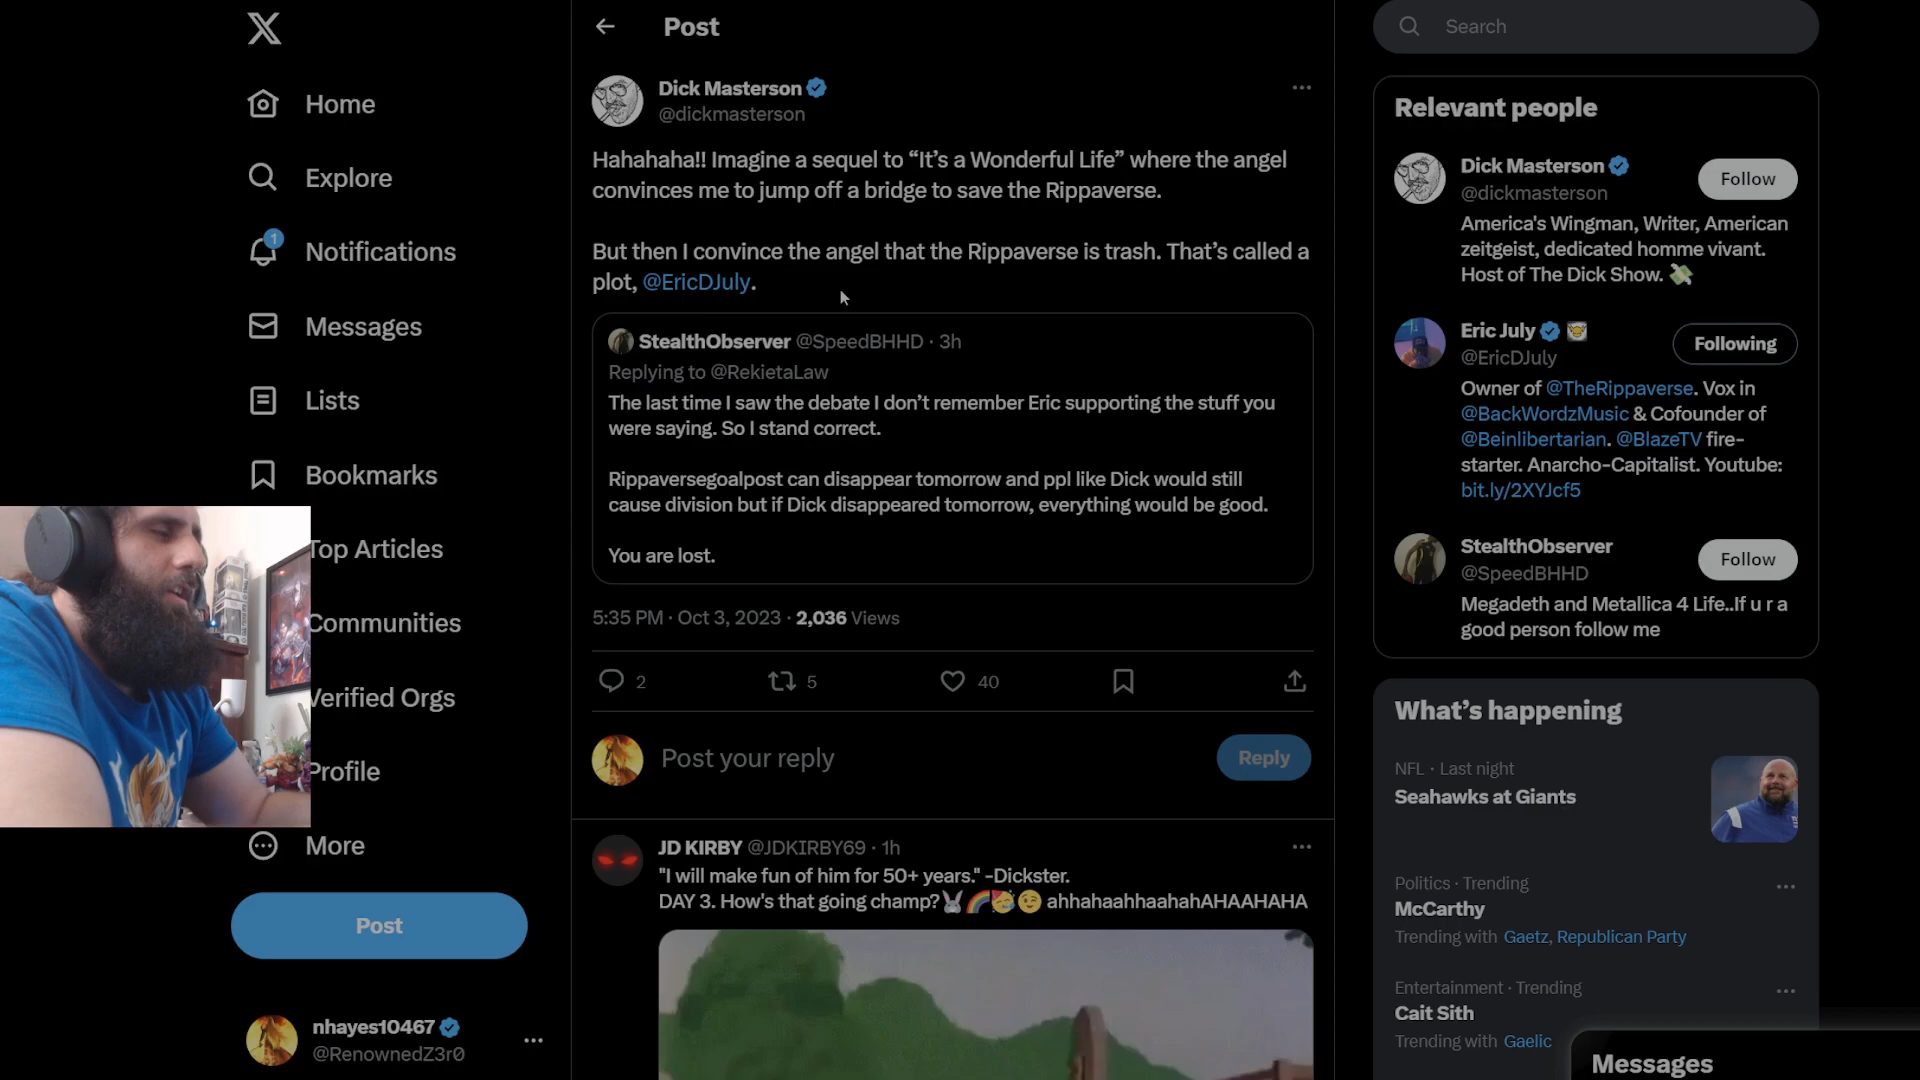 X
Home
Explore
1
Notifications
Messages
Lists
Bookmarks
Top Articles
Communities
Verified Orgs
Profile
More
Post
nhayes10467
@RenownedZ3r0
Post
Dick Masterson
@dickmasterson
Hahahaha!! Imagine a sequel to “It’s a Wonderful Life” where the angel
convinces me to jump off a bridge to save the Rippaverse.
But then I convince the angel that the Rippaverse is trash. That’s called a
plot, @EricDJuly.
StealthObserver @SpeedBHHD · 3h
Replying to @RekietaLaw
The last time I saw the debate I don’t remember Eric supporting the stuff you
were saying. So I stand correct.
Rippaversegoalpost can disappear tomorrow and ppl like Dick would still
cause division but if Dick disappeared tomorrow, everything would be good.
You are lost.
5:35 PM · Oct 3, 2023 · 2,036 Views
2 5 40
Post your reply
Reply
JD KIRBY @JDKIRBY69 · 1h
"I will make fun of him for 50+ years." -Dickster.
DAY 3. How's that going champ?🐰🌈🥳😉 ahhahaahhaahahAHAAHAHA
Search
Relevant people
Dick Masterson
@dickmasterson
Follow
America's Wingman, Writer, American
zeitgeist, dedicated homme vivant.
Host of The Dick Show. 💸
Eric July
@EricDJuly
Following
Owner of @TheRippaverse. Vox in
@BackWordzMusic & Cofounder of
@Beinlibertarian. @BlazeTV fire-
starter. Anarcho-Capitalist. Youtube:
bit.ly/2XYJcf5
StealthObserver
@SpeedBHHD
Follow
Megadeth and Metallica 4 Life..If u r a
good person follow me
What’s happening
NFL · Last night
Seahawks at Giants
Politics · Trending
McCarthy
Trending with Gaetz, Republican Party
Entertainment · Trending
Cait Sith
Trending with Gaelic
Messages